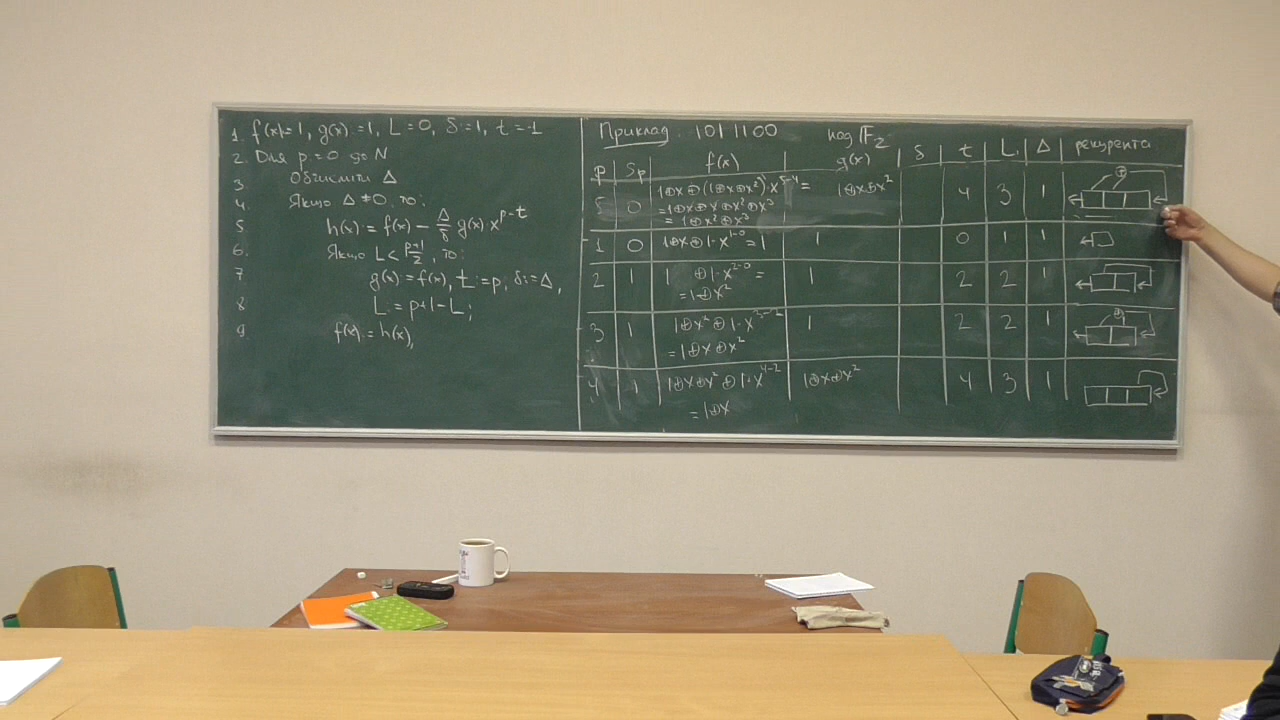 1. f(x)=1, g(x):=1, L=0, δ:=1, t=-1
2. Для p:=0 до N
3. Обчислити Δ
4. Якщо Δ≠0, то:
5 h(x):=f(x) - Δ/δ g(x) x^{p-t}
6. Якщо L < (p+1)/2, то:
7 g(x):=f(x), t:=p; δ:=Δ,
8 L:=p+1-L;
9. f(x):=h(x),
Приклад 1011100 над F₂
p Sp f(x) g(x) δ t L Δ рекурента
5 0 1⊕x⊕(1⊕x⊕x²)·x^{5-4}= 1⊕x⊕x² 4 3 1
=1⊕x⊕x⊕x²⊕x³
=1⊕x²⊕x³
1 0 1⊕x⊕1·x^{1-0}=1 1 0 1 1
2 1 1 ⊕1·x^{2-0}= 1 2 2 1
=1⊕x²
3 1 1⊕x²⊕1·x^{3-2} 1 2 2 1
=1⊕x⊕x²
4 1 1⊕x⊕x²⊕1·x^{4-2} 1⊕x⊕x² 4 3 1
=1⊕x